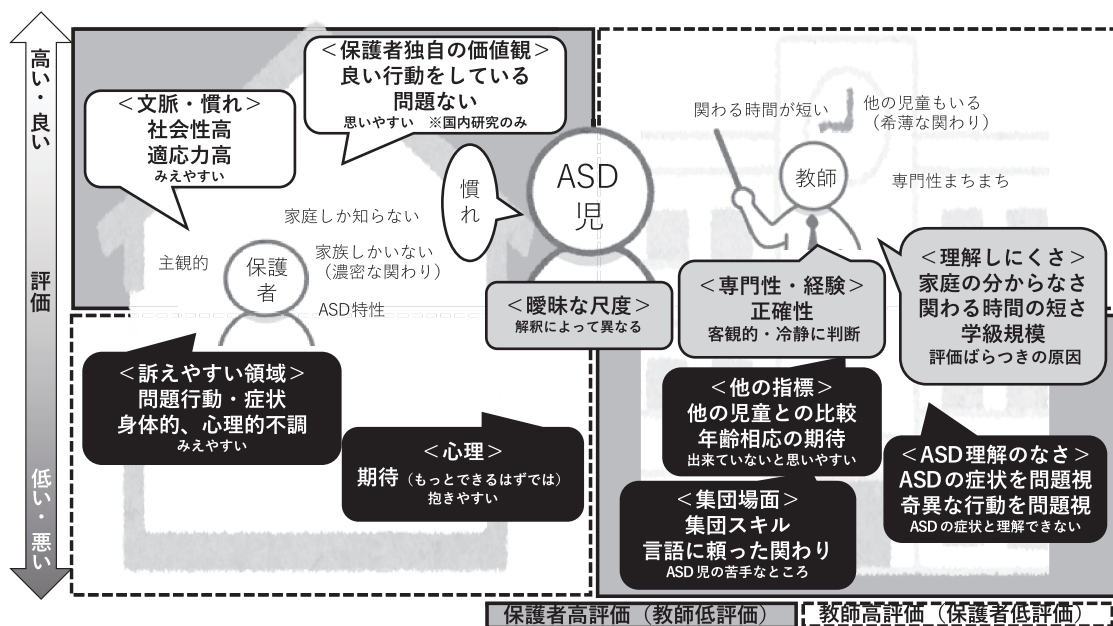 高い・良い
評価
低い・悪い
＜文脈・慣れ＞
社会性高
適応力高
みえやすい
＜保護者独自の価値観＞
良い行動をしている
問題ない
思いやすい　※国内研究のみ
慣れ
家庭しか知らない
家族しかいない
（濃密な関わり）
主観的
保護
者
ASD特性
ASD
児
関わる時間が短い
他の児童もいる
（希薄な関わり）
教師
専門性まちまち
＜曖昧な尺度＞
解釈によって異なる
＜専門性・経験＞
正確性
客観的・冷静に判断
＜理解しにくさ＞
家庭の分からなさ
関わる時間の短さ
学級規模
評価ばらつきの原因
＜訴えやすい領域＞
問題行動・症状
身体的、心理的不調
みえやすい
＜心理＞
期待（もっとできるはずでは）
抱きやすい
＜他の指標＞
他の児童との比較
年齢相応の期待
出来ていないと思いやすい
＜集団場面＞
集団スキル
言語に頼った関わり
ASD児の苦手なところ
＜ASD理解のなさ＞
ASDの症状を問題視
奇異な行動を問題視
ASDの症状と理解できない
保護者高評価（教師低評価）
教師高評価（保護者低評価）